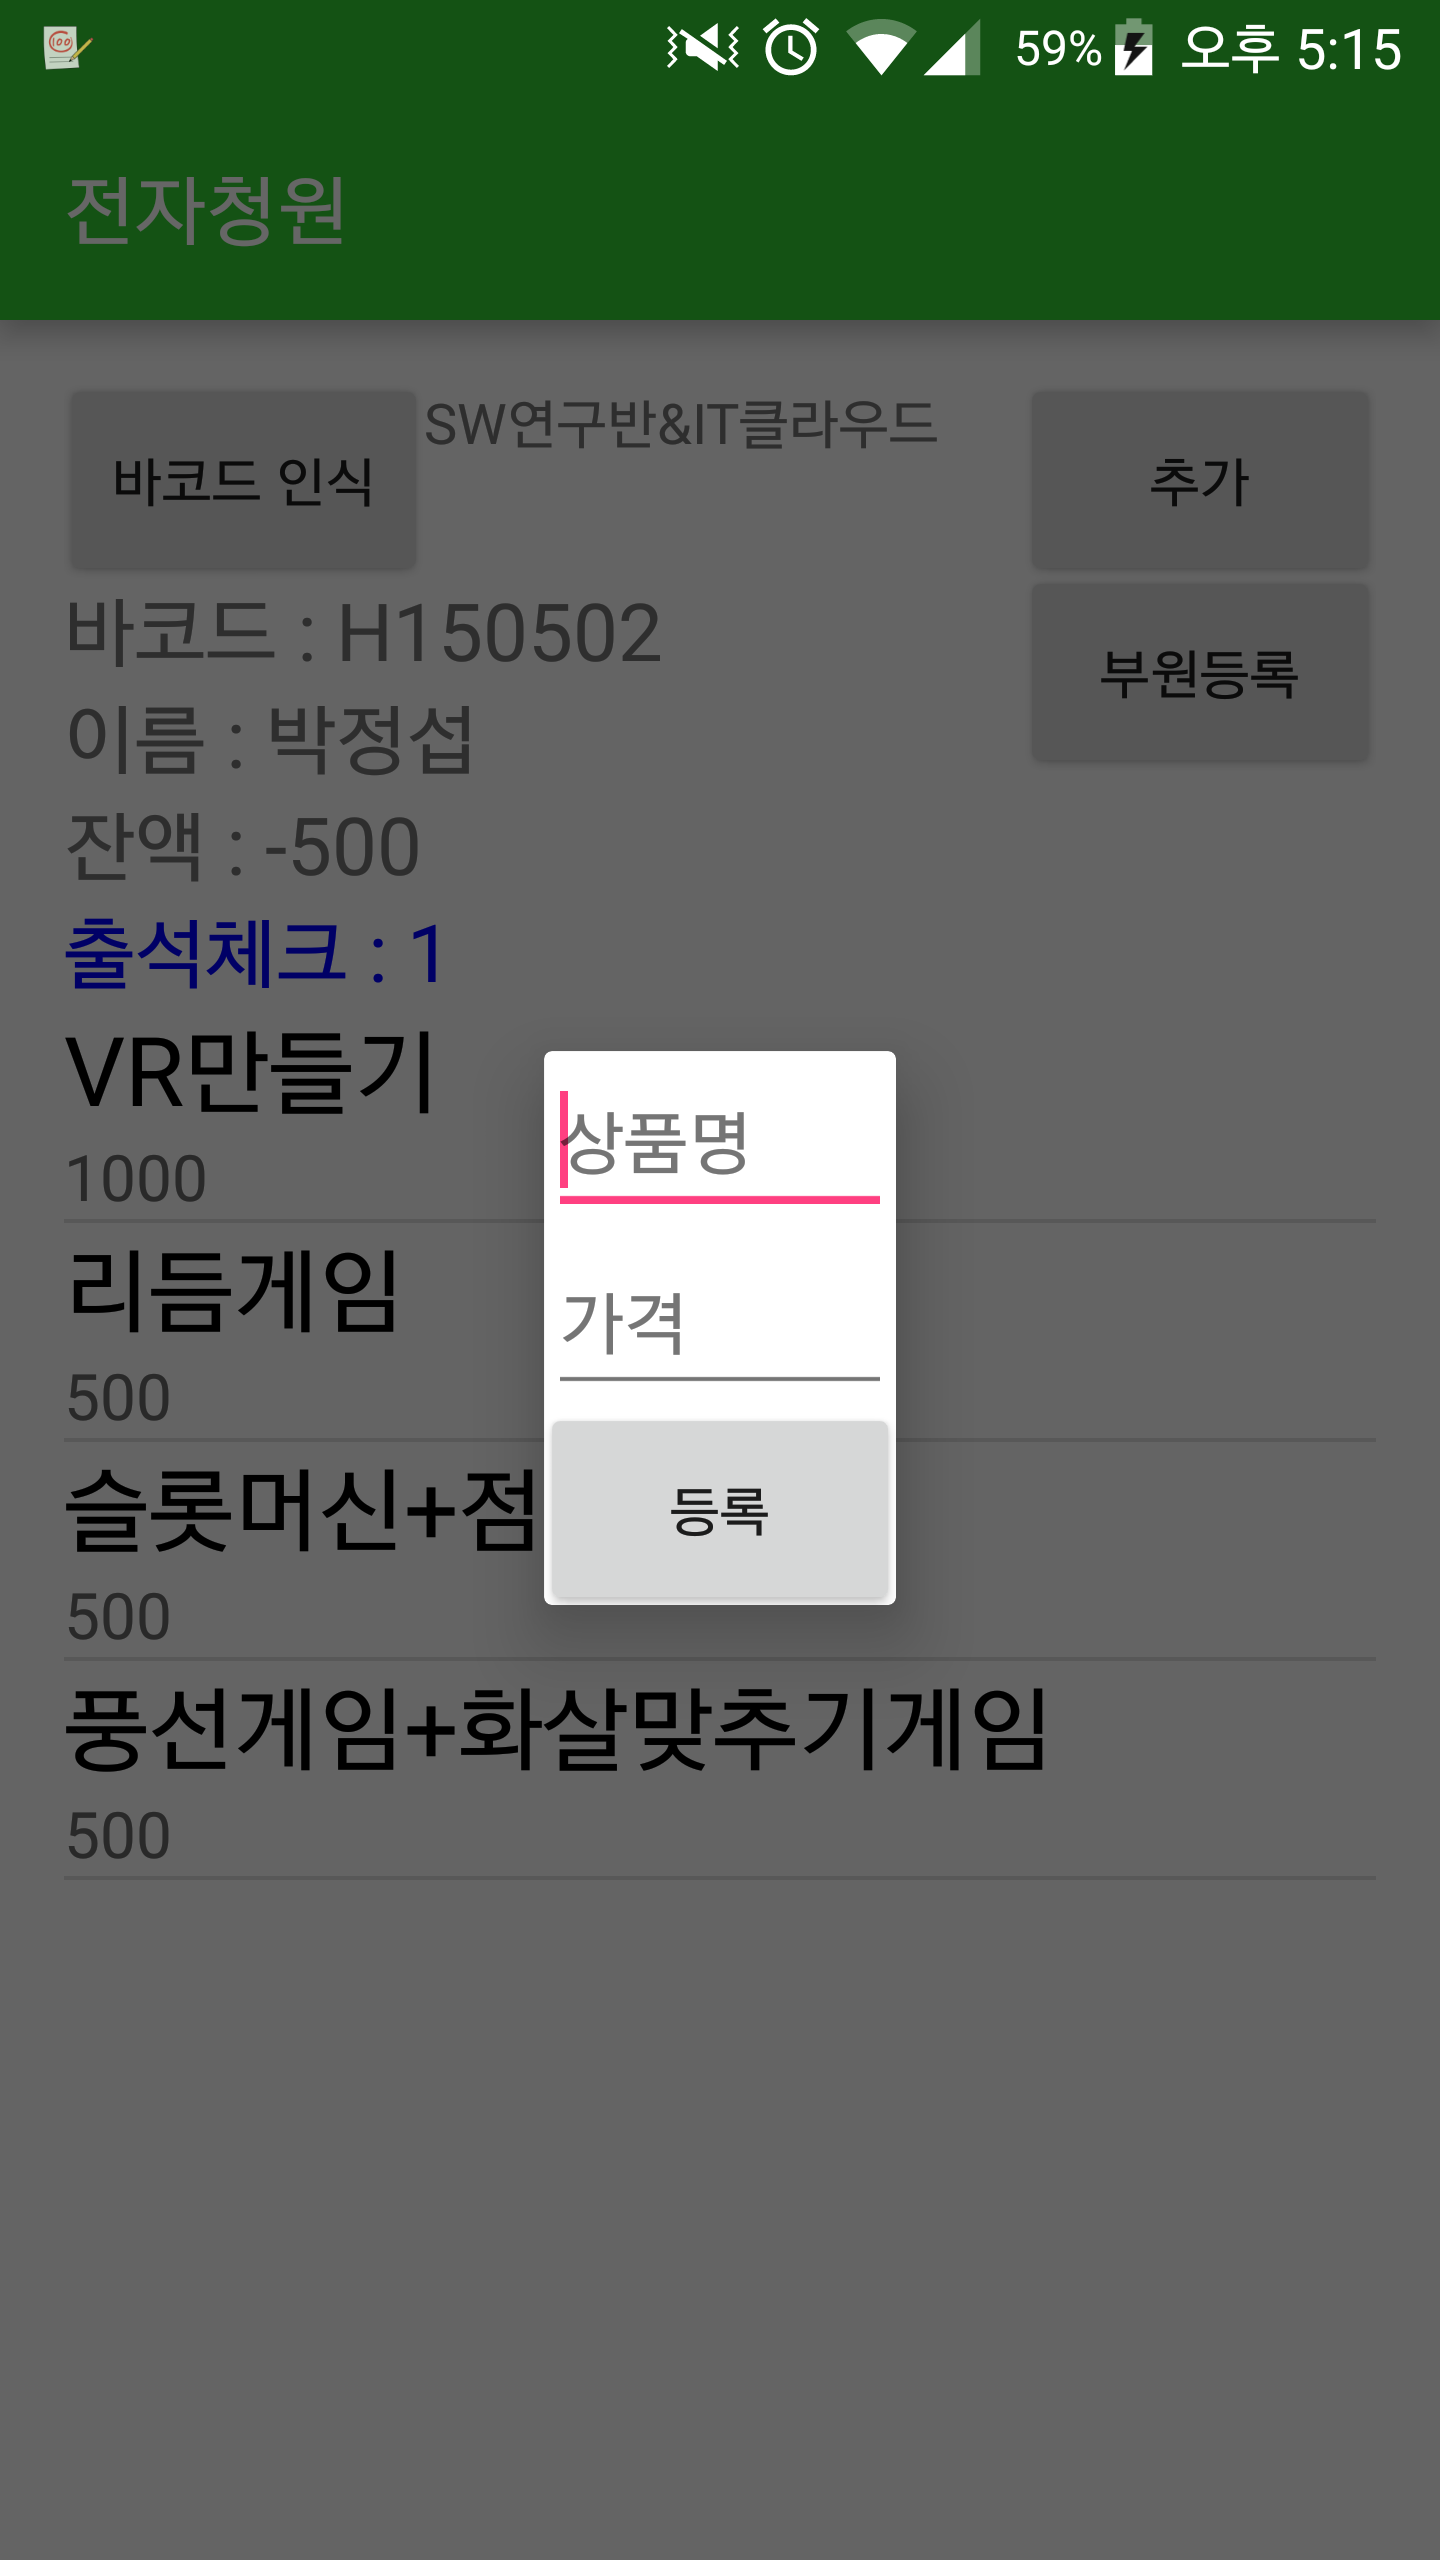 59% 오후 5:15
전자청원
바코드 인식
SW연구반&IT클라우드
추가
바코드 : H150502
부원등록
이름 : 박정섭
잔액 : -500
출석체크 : 1
VR만들기
1000
리듬게임
500
슬롯머신+점
500
풍선게임+화살맞추기게임
500
상품명
가격
등록